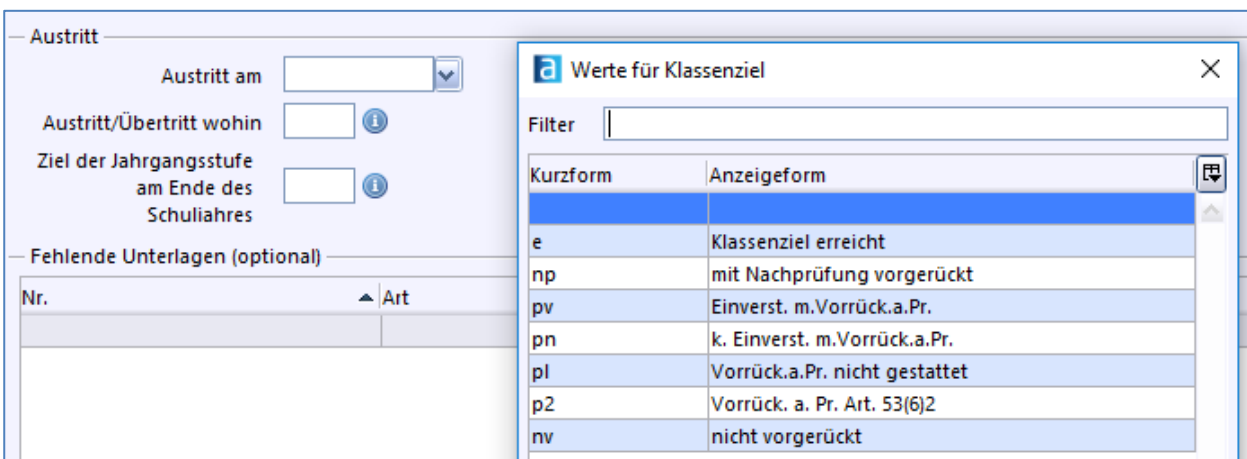 Austritt
Austritt am
Austritt/Übertritt wohin
Ziel der Jahrgangsstufe
am Ende des
Schuljahres
Fehlende Unterlagen (optional)
Nr. Art
Werte für Klassenziel
Filter
Kurzform Anzeigeform
e Klassenziel erreicht
np mit Nachprüfung vorgerückt
pv Einverst. m.Vorrück.a.Pr.
pn k. Einverst. m.Vorrück.a.Pr.
pl Vorrück.a.Pr. nicht gestattet
p2 Vorrück. a. Pr. Art. 53(6)2
nv nicht vorgerückt